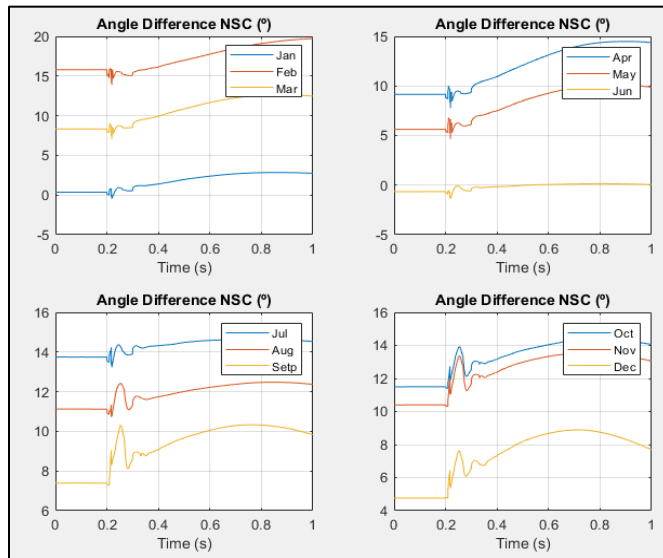 Angle Difference NSC (º)
20
15
10
5
0
-5
0
0.2
0.4
0.6
0.8
1
Time (s)
Jan
Feb
Mar
Angle Difference NSC (º)
15
10
5
0
-5
0
0.2
0.4
0.6
0.8
1
Time (s)
Apr
May
Jun
Angle Difference NSC (º)
16
14
12
10
8
6
0
0.2
0.4
0.6
0.8
1
Time (s)
Jul
Aug
Setp
Angle Difference NSC (º)
16
14
12
10
8
6
4
0
0.2
0.4
0.6
0.8
1
Time (s)
Oct
Nov
Dec